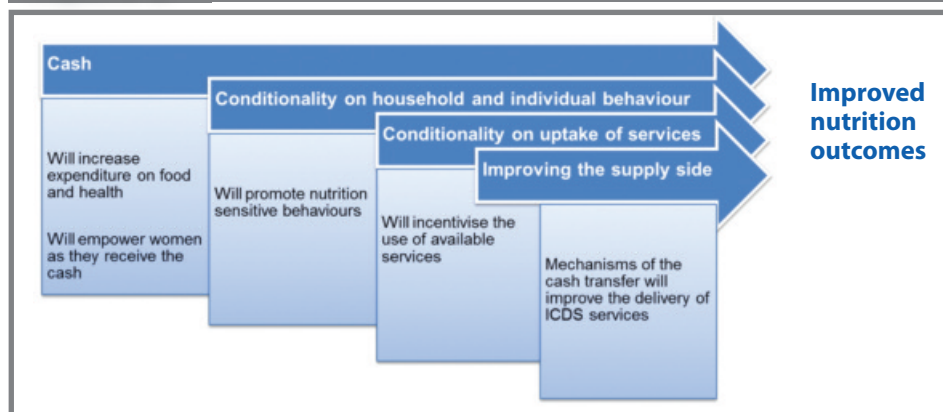 Cash
Conditionality on household and individual behaviour
Conditionality on uptake of services
Improving the supply side
Improved
nutrition
outcomes
Will increase
expenditure on food
and health
Will empower women
as they receive the
cash
Will promote nutrition
sensitive behaviours
Will incentivise the
use of available
services
Mechanisms of the
cash transfer will
improve the delivery of
ICDS services